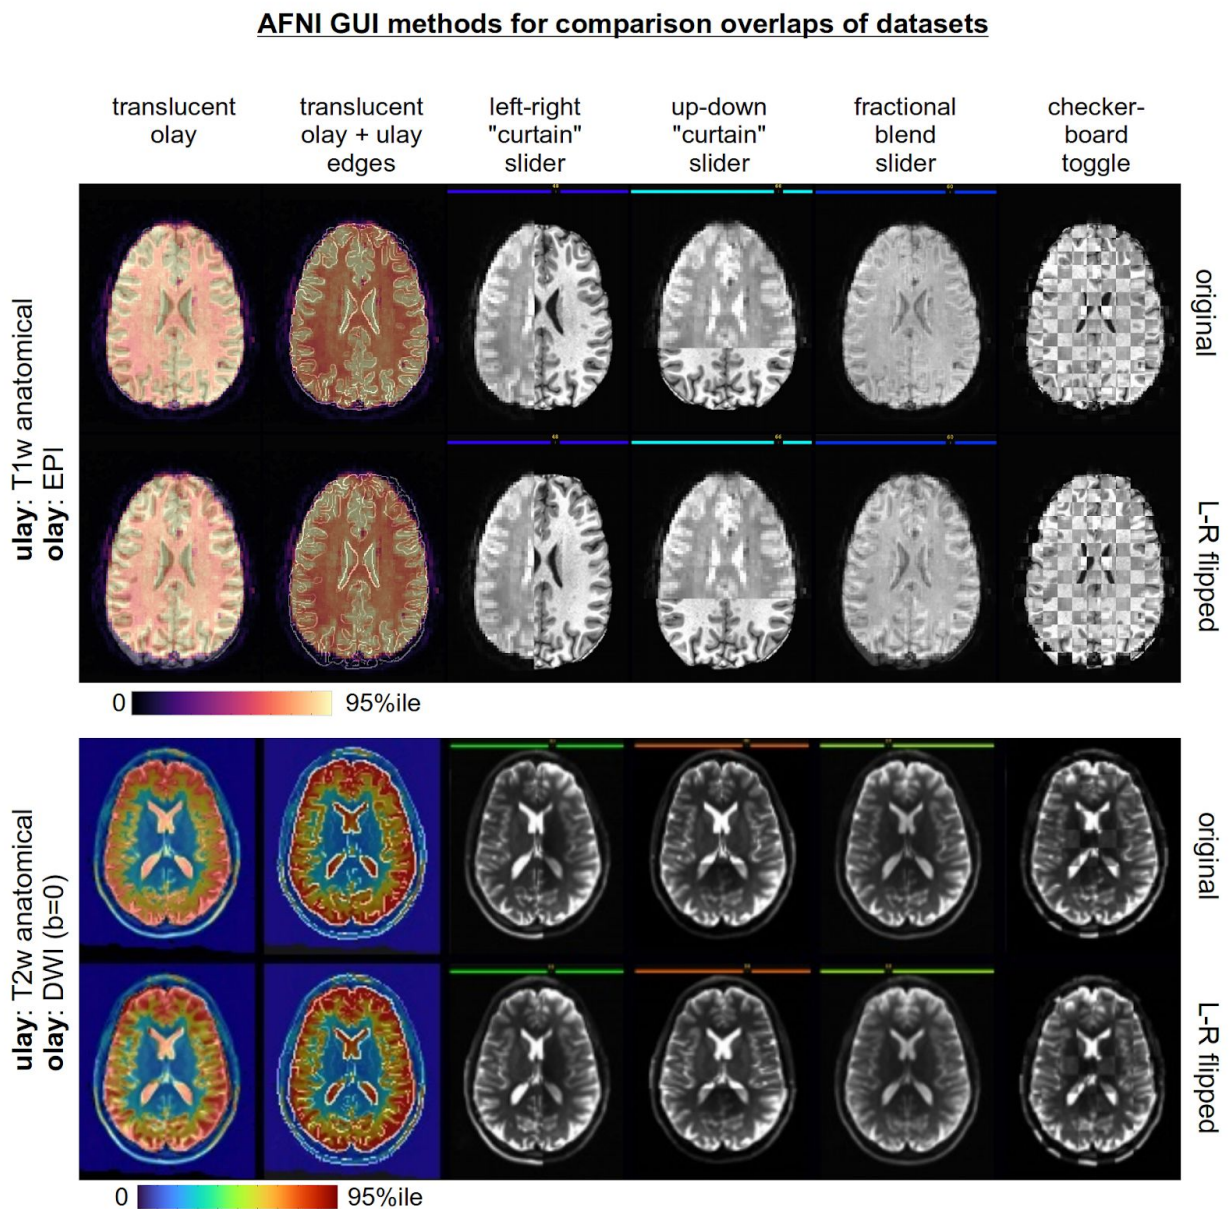 AFNI GUI methods for comparison overlaps of datasets
translucent
olay
translucent
olay + ulay
edges
left-right
"curtain"
slider
up-down
"curtain"
slider
fractional
blend
slider
checker-
board
toggle
ulay: T1w anatomical
olay: EPI
original
L-R flipped
0
95%ile
ulay: T2w anatomical
olay: DWI (b=0)
original
L-R flipped
0
95%ile